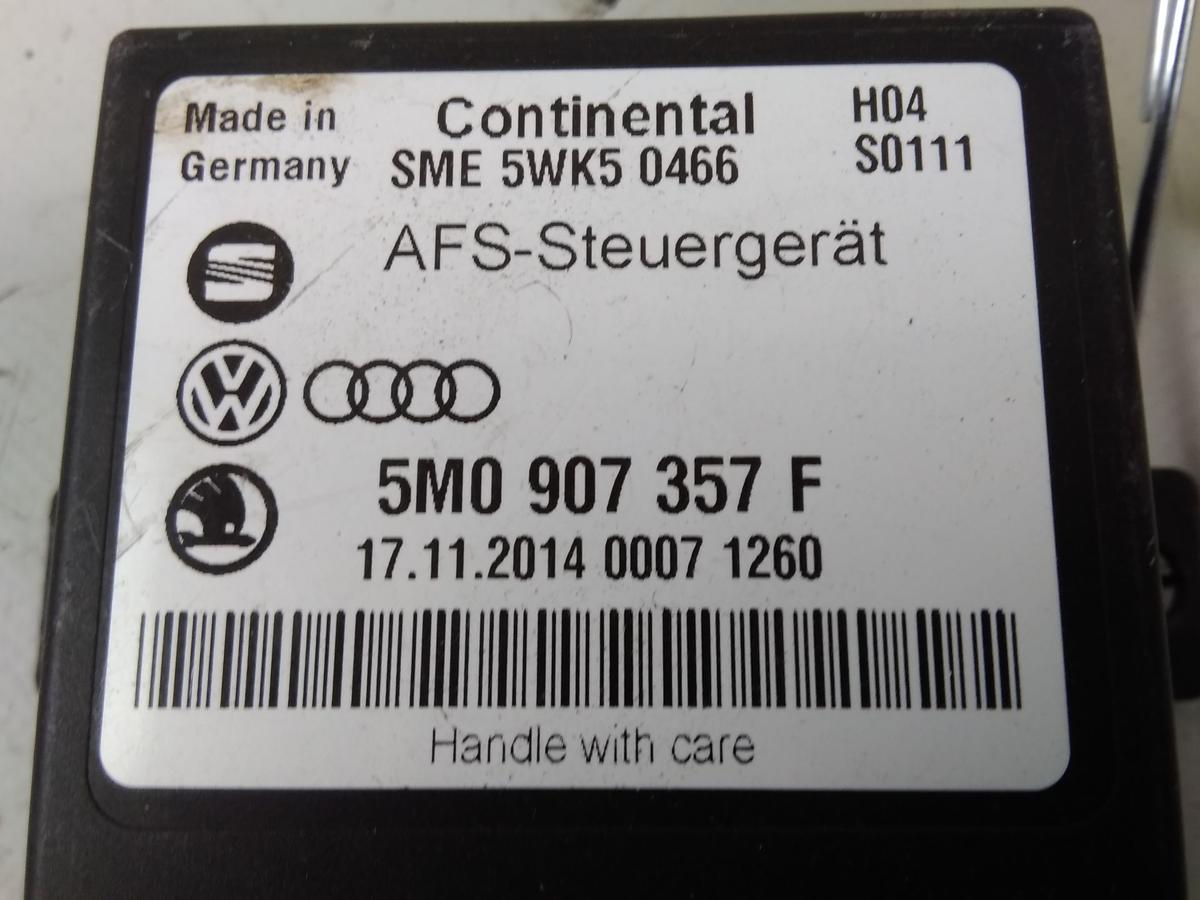 Made in Continental H04
Germany SME 5WK5 0466 S0111
AFS-Steuergerät
5M0 907 357 F
17.11.2014 0007 1260
Handle with care